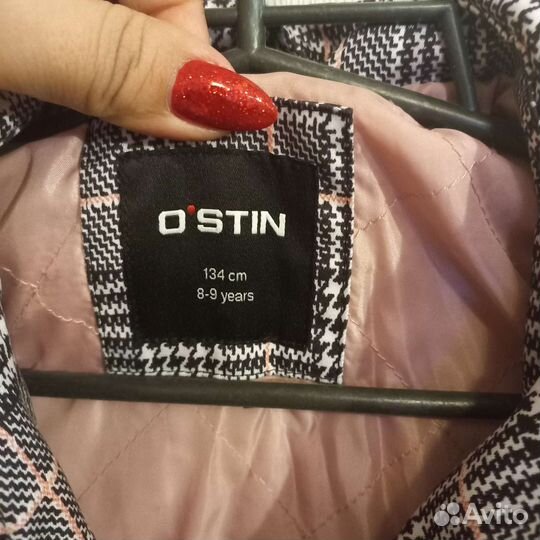 O'STIN
134 cm
8-9 years
Avito